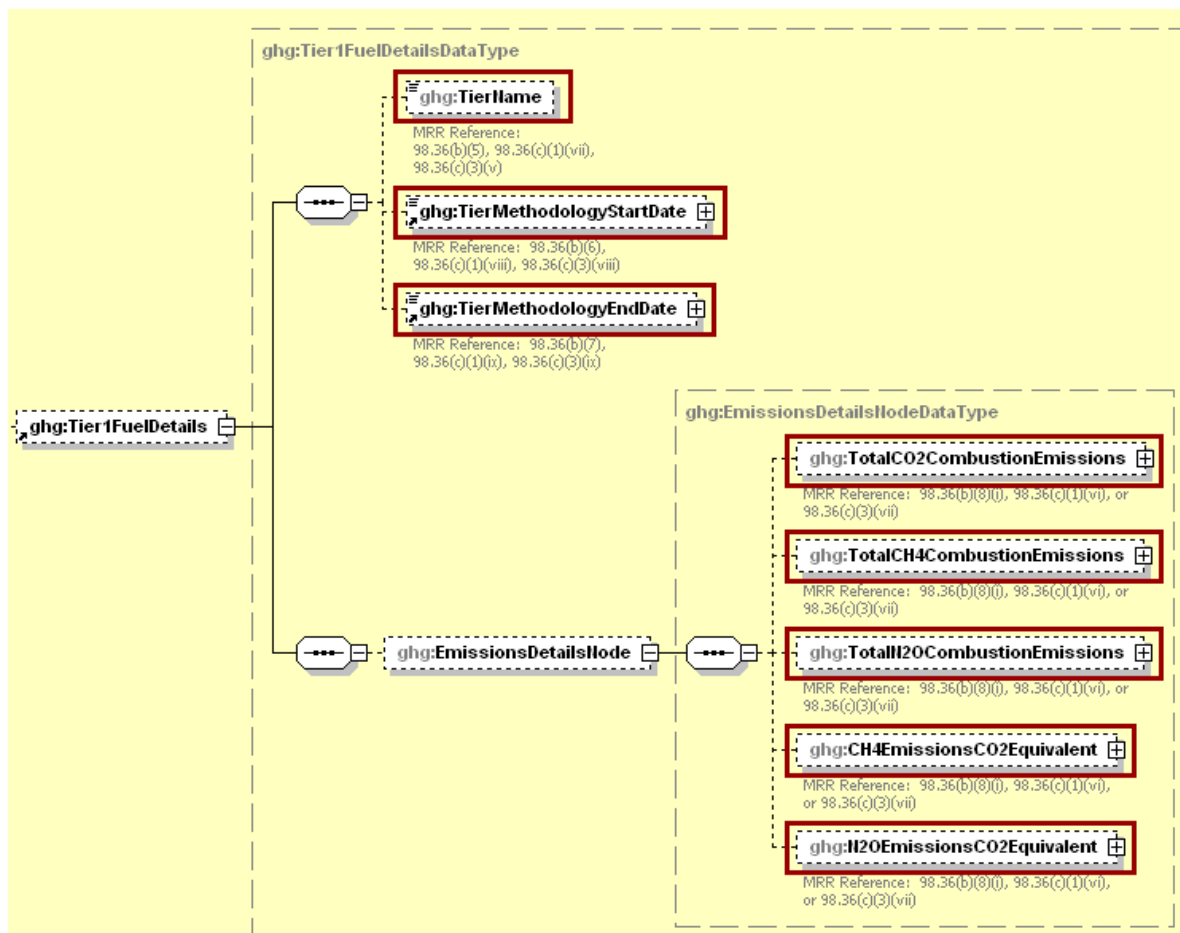 ghg:Tier1FuelDetailsDataType
ghg:TierName
MRR Reference:
98.36(b)(5), 98.36(c)(1)(vii),
98.36(c)(3)(v)
ghg:TierMethodologyStartDate
MRR Reference: 98.36(b)(6),
98.36(c)(1)(viii), 98.36(c)(3)(viii)
ghg:TierMethodologyEndDate
MRR Reference: 98.36(b)(7),
98.36(c)(1)(ix), 98.36(c)(3)(ix)
ghg:Tier1FuelDetails
ghg:EmissionsDetailsNode
ghg:EmissionsDetailsNodeDataType
ghg:TotalCO2CombustionEmissions
MRR Reference: 98.36(b)(8)(i), 98.36(c)(1)(vi), or
98.36(c)(3)(vii)
ghg:TotalCH4CombustionEmissions
MRR Reference: 98.36(b)(8)(i), 98.36(c)(1)(vi), or
98.36(c)(3)(vii)
ghg:TotalN2OCombustionEmissions
MRR Reference: 98.36(b)(8)(i), 98.36(c)(1)(vi), or
98.36(c)(3)(vii)
ghg:CH4EmissionsCO2Equivalent
MRR Reference: 98.36(b)(8)(i), 98.36(c)(1)(vi),
or 98.36(c)(3)(vii)
ghg:N2OEmissionsCO2Equivalent
MRR Reference: 98.36(b)(8)(i), 98.36(c)(1)(vi),
or 98.36(c)(3)(vii)